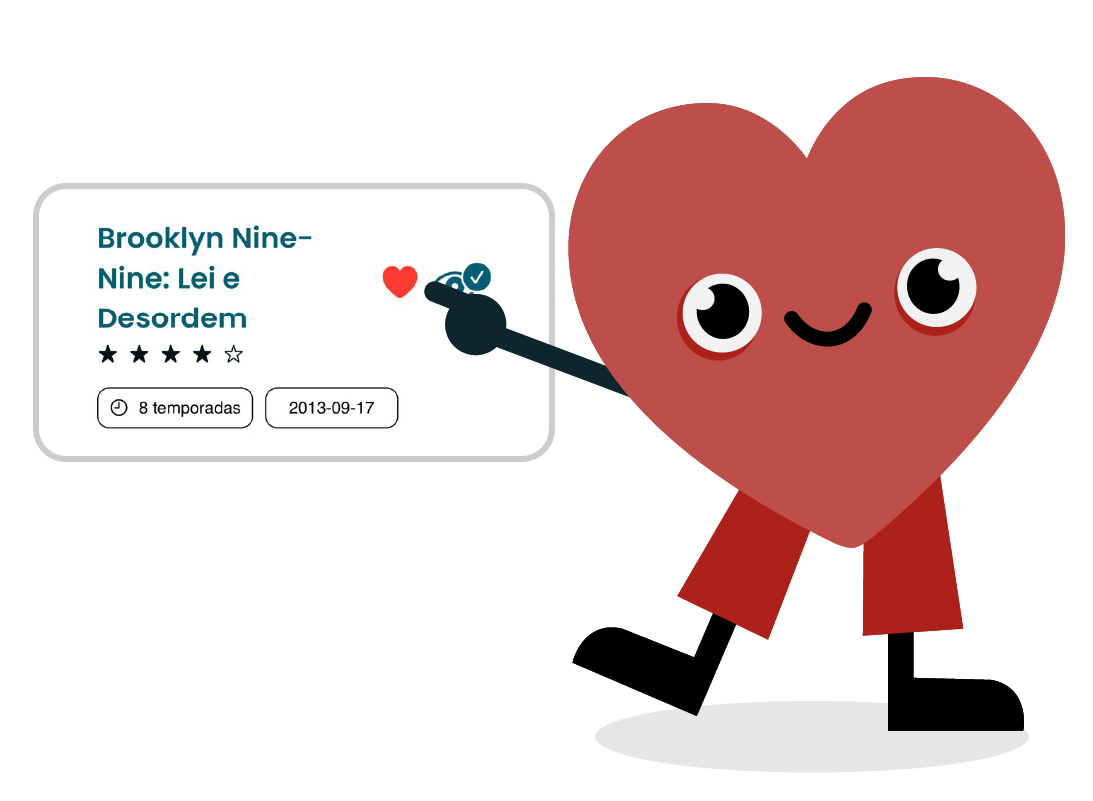 Brooklyn Nine-
Nine: Lei e
Desordem
8 temporadas
2013-09-17